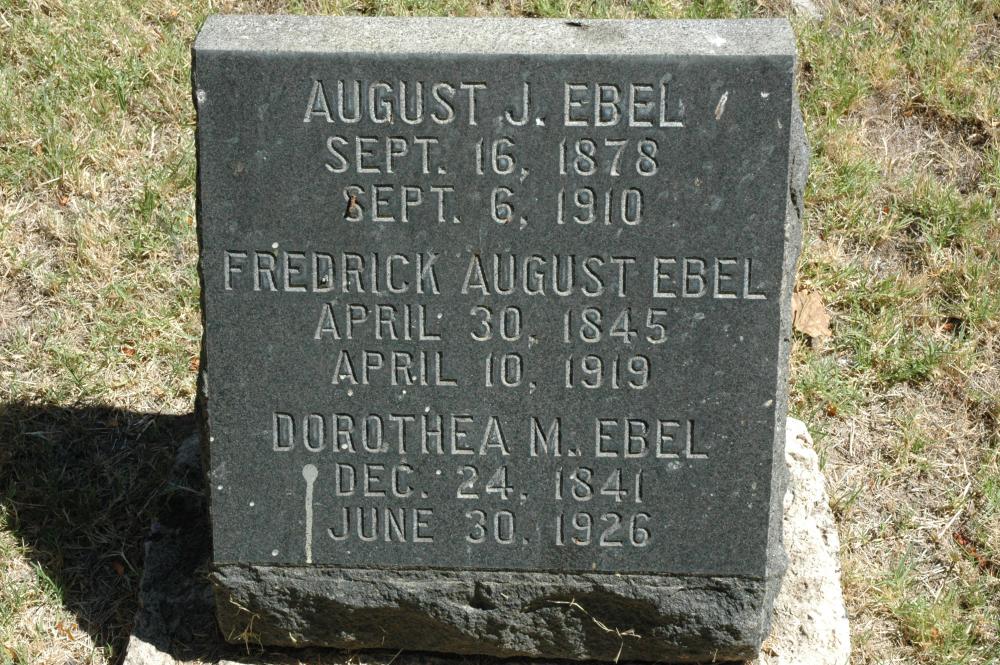 AUGUST J. EBEL
SEPT. 16, 1878
SEPT. 6, 1910
FREDRICK AUGUST EBEL
APRIL 30, 1845
APRIL 10, 1919
DOROTHEA M. EBEL
DEC. 24, 1841
JUNE 30, 1926